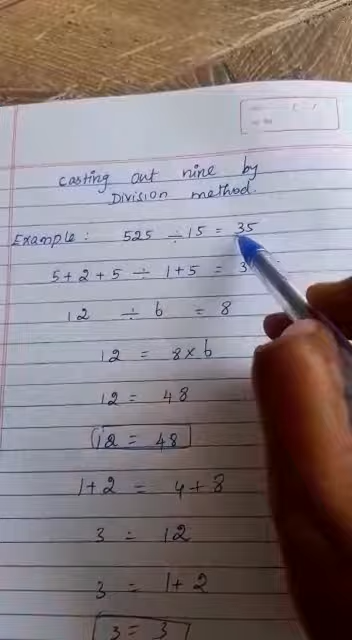 Casting out nine by
Division method.
Example: 525 ÷ 15 = 35
5+2+5 ÷ 1+5 = 3
12 ÷ 6 = 8
12 = 8×6
12 = 48
12 = 48
1+2 = 4+8
3 = 12
3 = 1+2
3 = 3